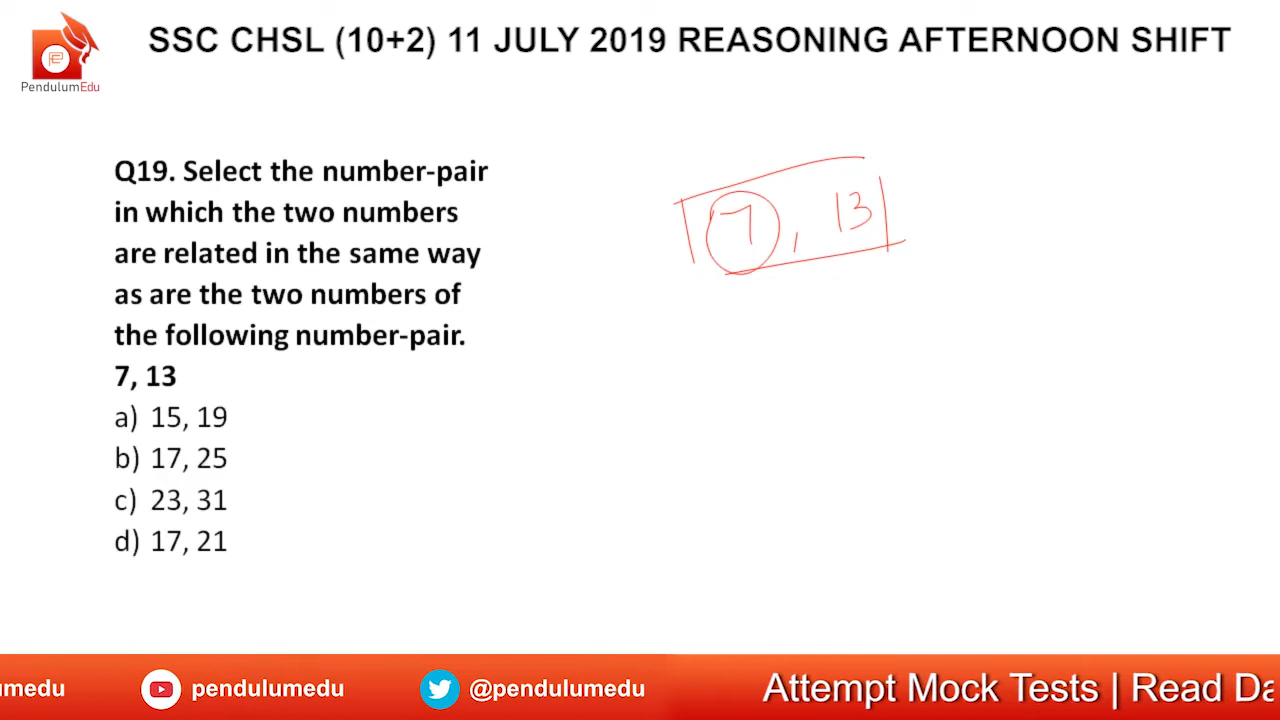 SSC CHSL (10+2) 11 JULY 2019 REASONING AFTERNOON SHIFT
PendulumEdu
Q19. Select the number-pair
in which the two numbers
are related in the same way
as are the two numbers of
the following number-pair.
7, 13
a) 15, 19
b) 17, 25
c) 23, 31
d) 17, 21
7, 13
umedu
pendulumedu
@pendulumedu
Attempt Mock Tests | Read Da